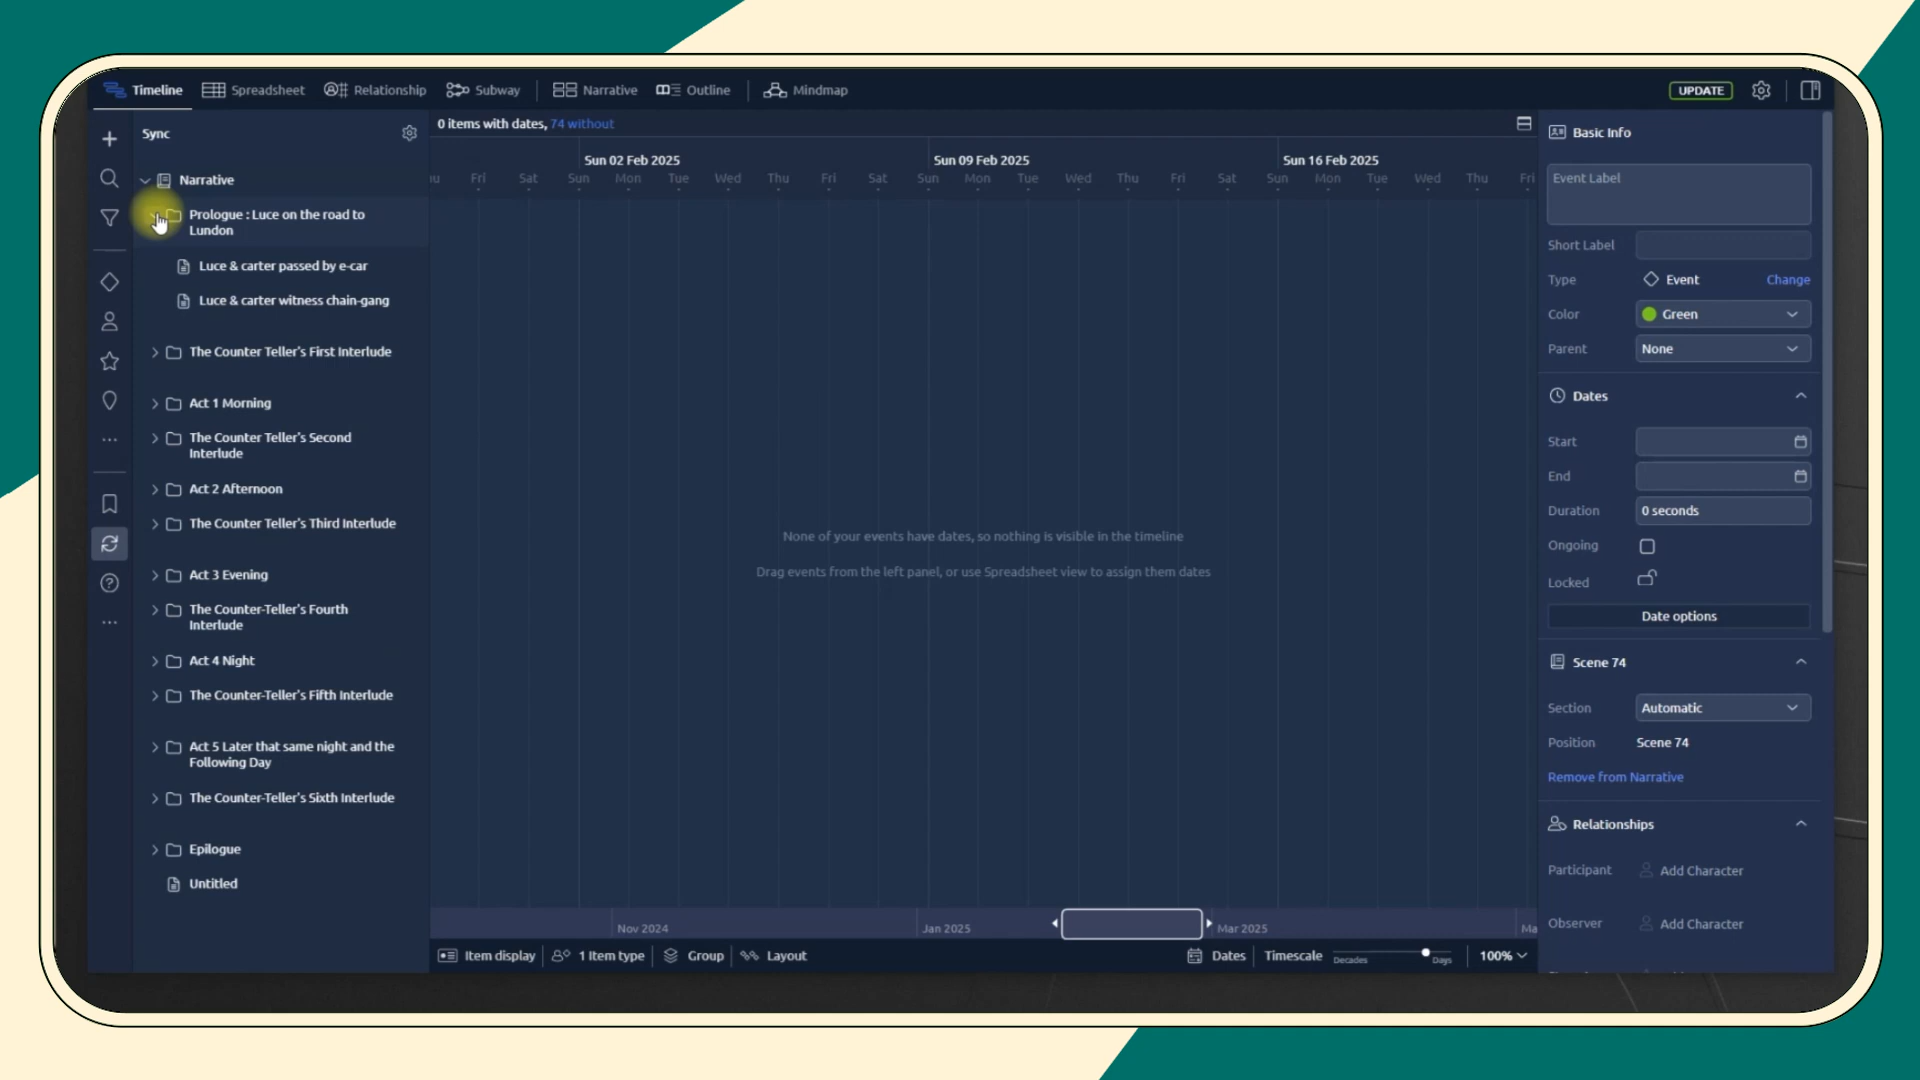 Timeline
Spreadsheet
Relationship
Subway
Narrative
Outline
Mindmap
UPDATE
Sync
0 items with dates, 74 without
Narrative
Prologue : Luce on the road to
Lundon
Luce & carter passed by e-car
Luce & carter witness chain-gang
The Counter Teller's First Interlude
Act 1 Morning
The Counter Teller's Second
Interlude
Act 2 Afternoon
The Counter Teller's Third Interlude
Act 3 Evening
The Counter-Teller's Fourth
Interlude
Act 4 Night
The Counter-Teller's Fifth Interlude
Act 5 Later that same night and the
Following Day
The Counter-Teller's Sixth Interlude
Epilogue
Untitled
Sun 02 Feb 2025
Sun 09 Feb 2025
Sun 16 Feb 2025
Fri Sat Sun Mon Tue Wed Thu Fri Sat Sun Mon Tue Wed Thu Fri Sat Sun Mon Tue Wed Thu Fri
None of your events have dates, so nothing is visible in the timeline
Drag events from the left panel, or use Spreadsheet view to assign them dates
Nov 2024
Jan 2025
Mar 2025
Item display
1 Item type
Group
Layout
Dates
Timescale
Decades
Days
100%
Basic Info
Event Label
Short Label
Type
Event
Change
Color
Green
Parent
None
Dates
Start
End
Duration
0 seconds
Ongoing
Locked
Date options
Scene 74
Section
Automatic
Position
Scene 74
Remove from Narrative
Relationships
Participant
Add Character
Observer
Add Character